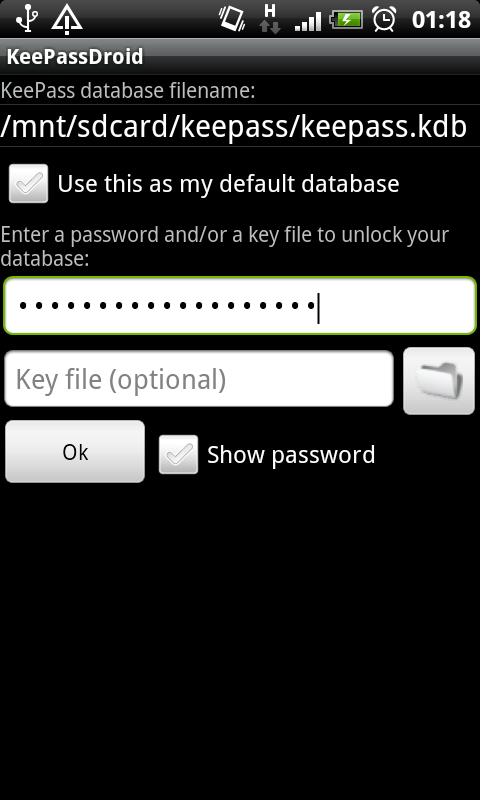 H
01:18
KeePassDroid
KeePass database filename:
/mnt/sdcard/keepass/keepass.kdb
Use this as my default database
Enter a password and/or a key file to unlock your
database:
•••••••••••••••••••
Key file (optional)
Ok
Show password